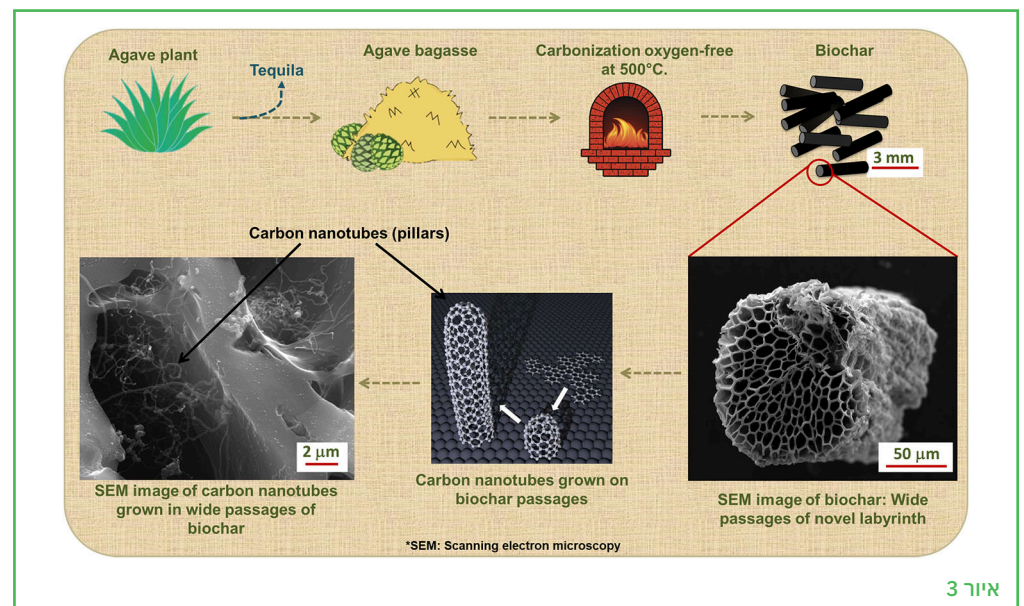 Agave plant
Tequila
Agave bagasse
Carbonization oxygen-free
at 500°C.
Biochar
3 mm
Carbon nanotubes (pillars)
2 μm
SEM image of carbon nanotubes
grown in wide passages of
biochar
Carbon nanotubes grown on
biochar passages
50 μm
SEM image of biochar: Wide
passages of novel labyrinth
*SEM: Scanning electron microscopy
איור 3